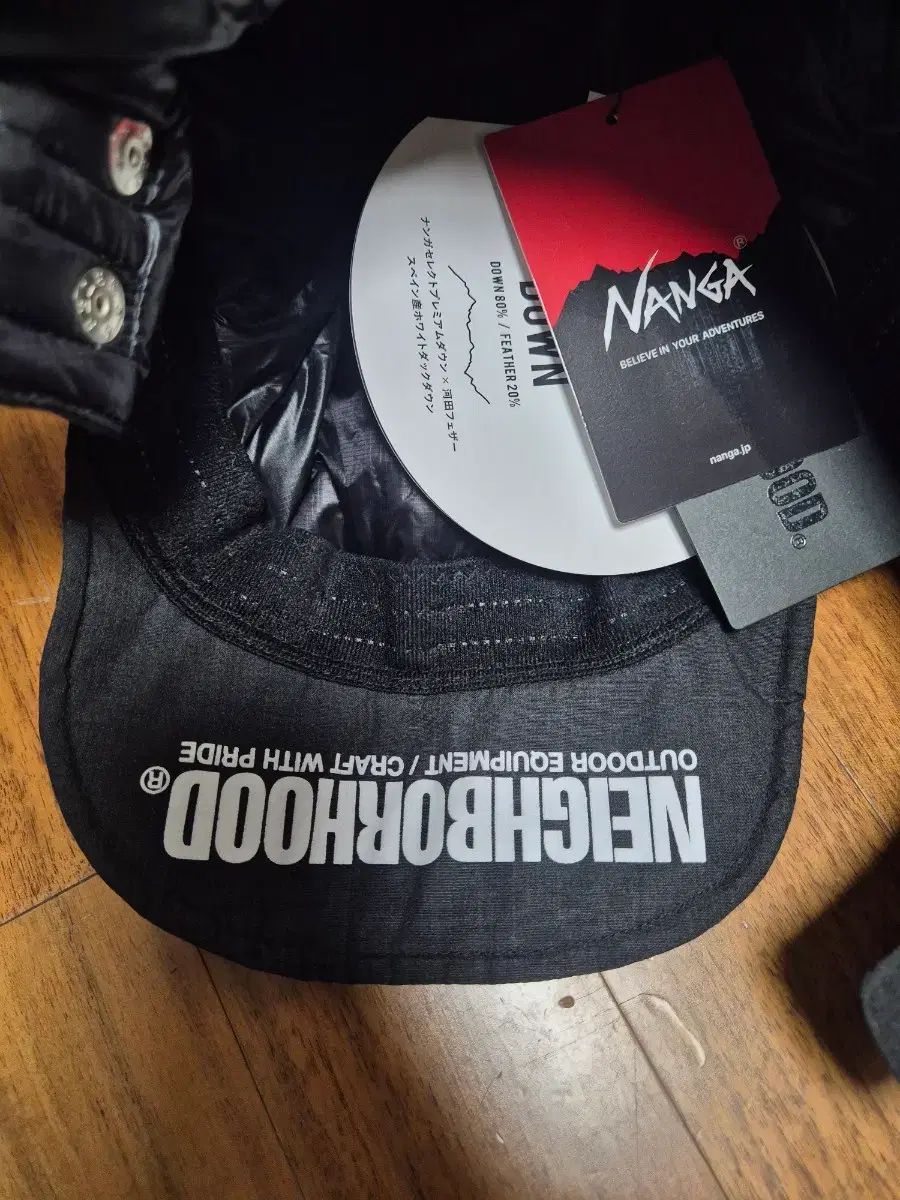 NANGA®
BELIEVE IN YOUR ADVENTURES
nanga.jp
DOWN
DOWN 80% / FEATHER 20%
ナンガセレクトプレミアムダウン × 河田フェザー
スペイン産ホワイトダックダウン
NEIGHBORHOOD®
OUTDOOR EQUIPMENT / CRAFT WITH PRIDE